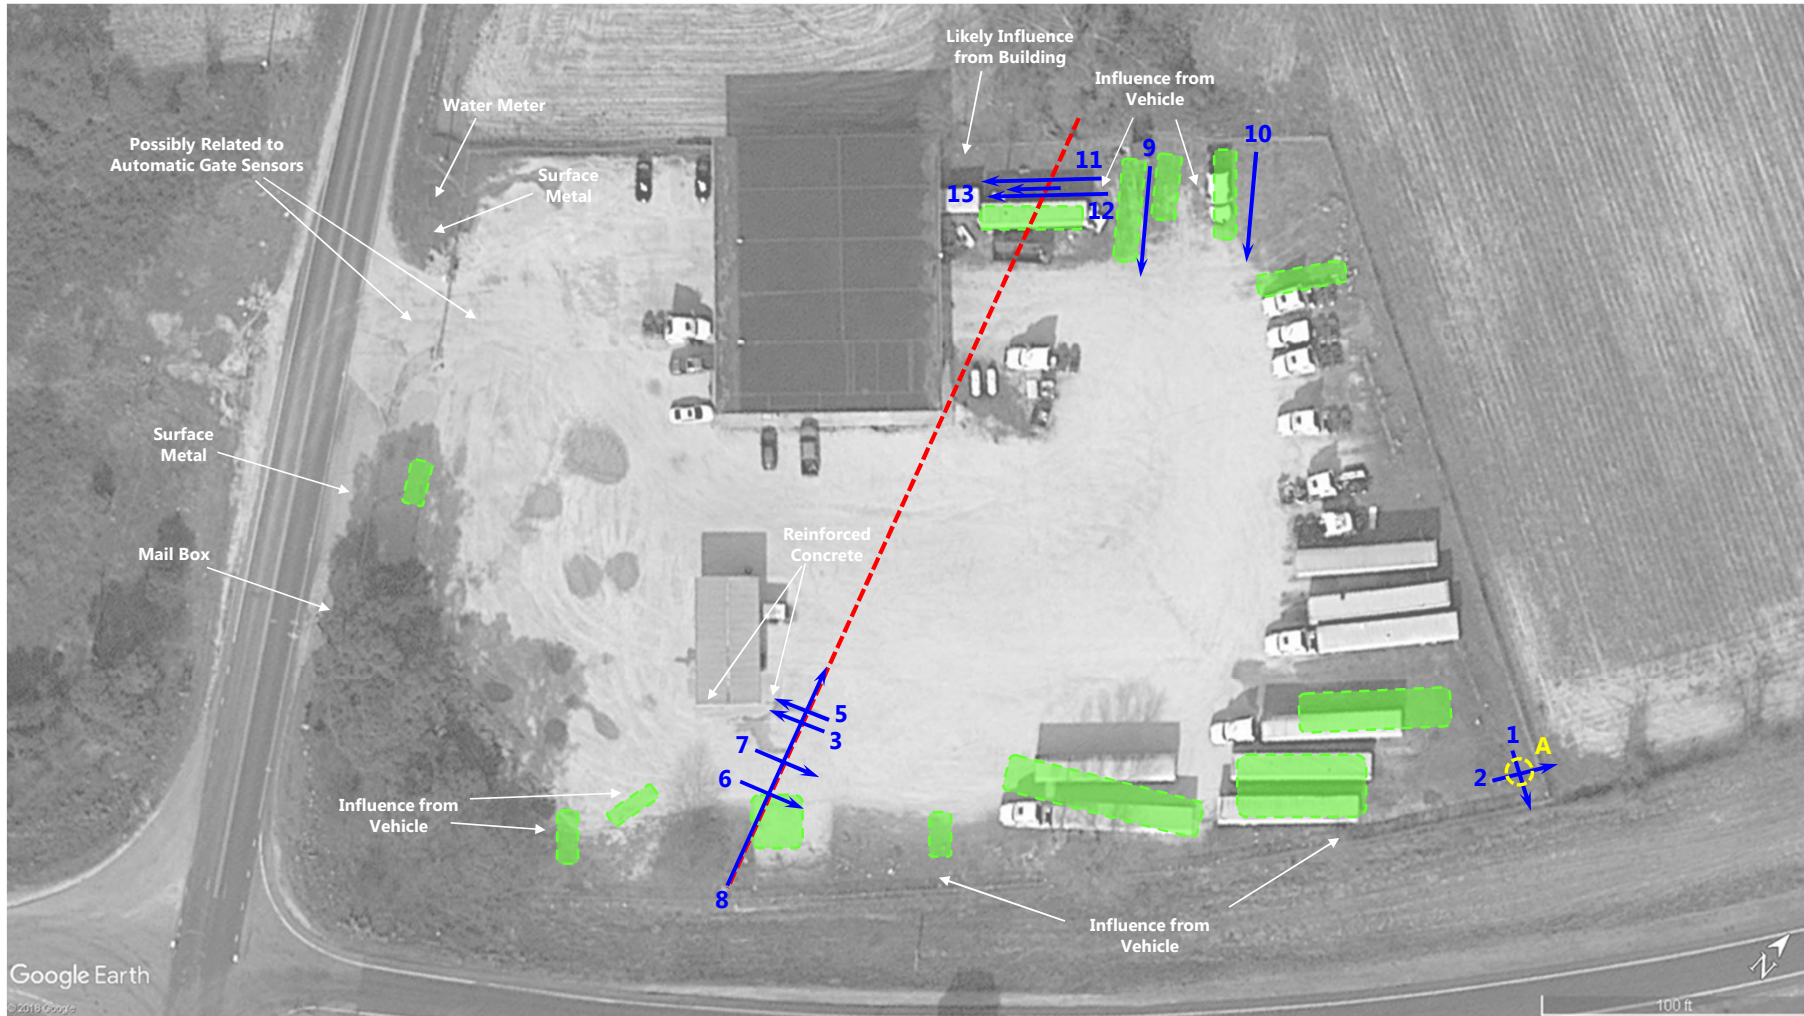 Likely Influence
from Building
Influence from
Vehicle
Water Meter
Possibly Related to
Automatic Gate Sensors
Surface
Metal
10
9
11
13
12
Surface
Metal
Reinforced
Concrete
Mail Box
5
3
7
6
1
A
2
Influence from
Vehicle
8
Influence from
Vehicle
Google Earth
© 2018 Google
N
100 ft